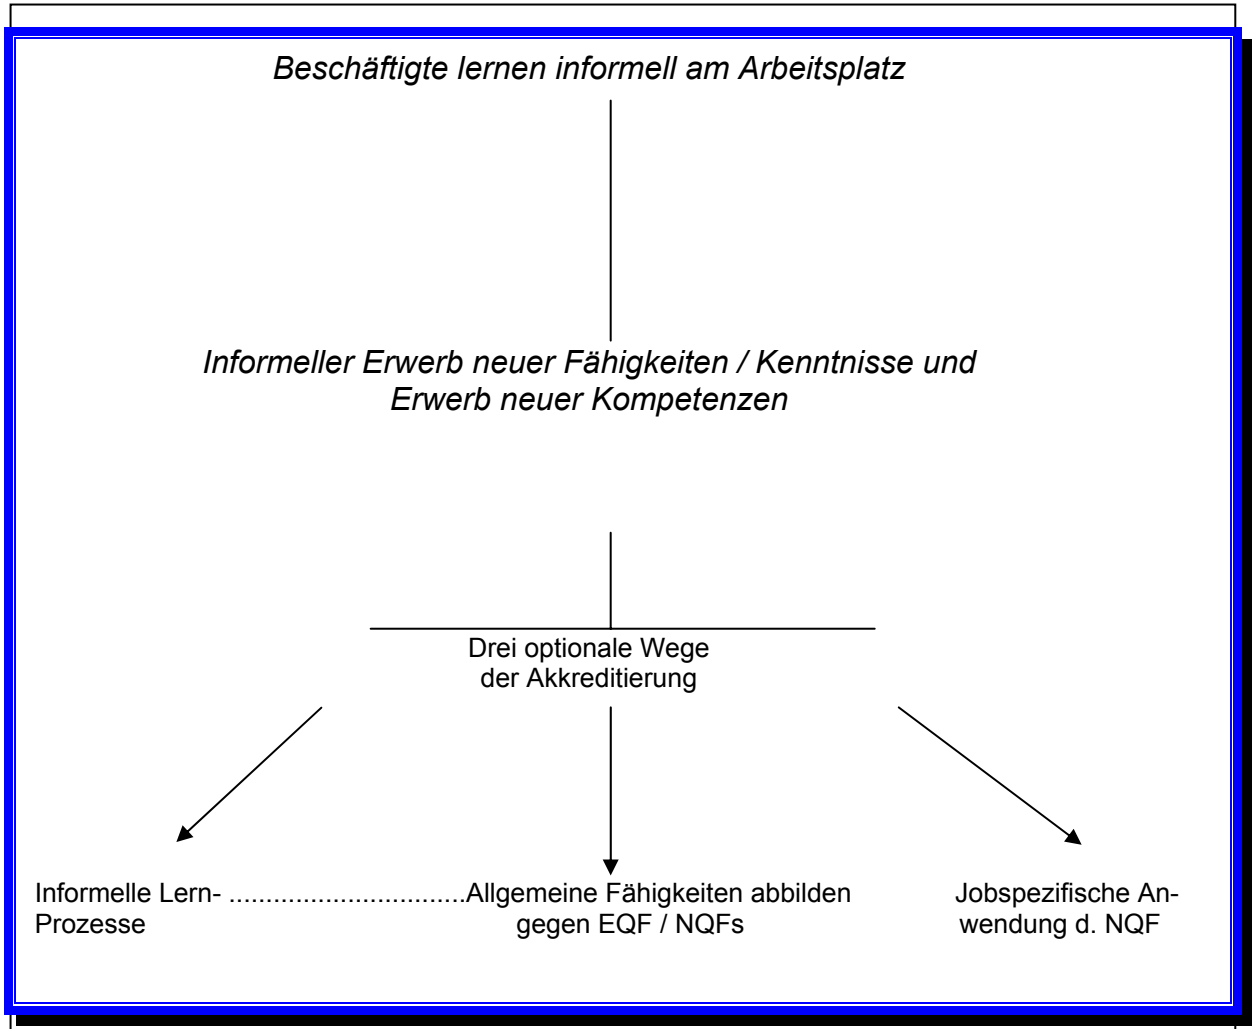 Beschäftigte lernen informell am Arbeitsplatz
Informeller Erwerb neuer Fähigkeiten / Kenntnisse und
Erwerb neuer Kompetenzen
Drei optionale Wege
der Akkreditierung
Informelle Lern- ................................Allgemeine Fähigkeiten abbilden Jobspezifische An-
Prozesse gegen EQF / NQFs wendung d. NQF